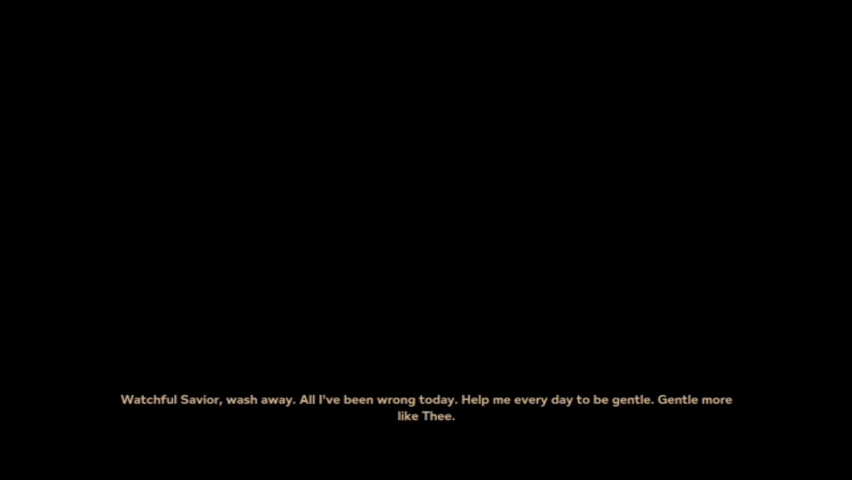 Watchful Savior, wash away. All I've been wrong today. Help me every day to be gentle. Gentle more
like Thee.